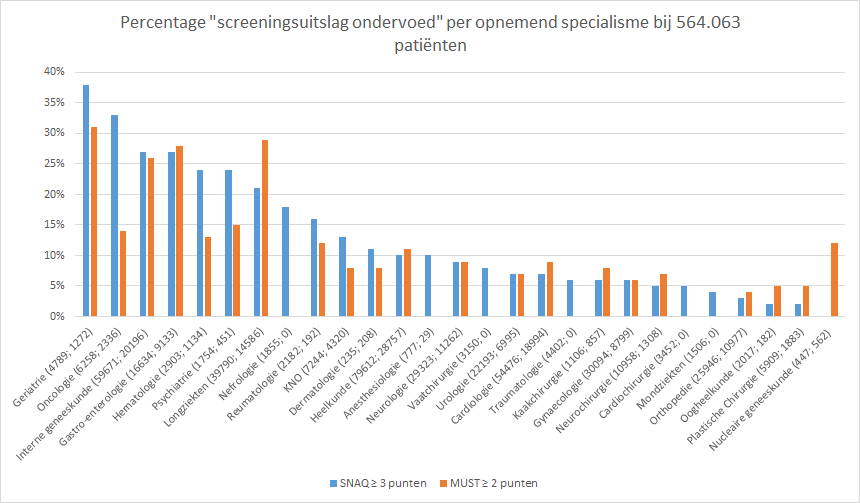 Percentage "screeningsuitslag ondervoed" per opnemend specialisme bij 564.063
patiënten
40%
35%
30%
25%
20%
15%
10%
5%
0%
Geriatrie (4789; 1272)
Oncologie (6258; 2336)
Interne geneeskunde (59671; 20196)
Gastro-enterologie (16634; 9133)
Hematologie (2903; 1134)
Psychiatrie (1754; 451)
Longziekten (39790; 14586)
Nefrologie (1855; 0)
Reumatologie (2182; 192)
KNO (7244; 4320)
Dermatologie (235; 208)
Heelkunde (79612; 28757)
Anesthesiologie (777; 29)
Neurologie (29323; 11262)
Vaatchirurgie (3150; 0)
Urologie (22193; 6995)
Cardiologie (54476; 18994)
Traumatologie (4402; 0)
Kaakchirurgie (1106; 857)
Gynaecologie (30094; 8799)
Neurochirurgie (10958; 1308)
Cardiochirurgie (3452; 0)
Mondziekten (1506; 0)
Orthopedie (25946; 10977)
Oogheelkunde (2017; 182)
Plastische Chirurgie (5909; 1883)
Nucleaire geneeskunde (447; 562)
SNAQ ≥ 3 punten
MUST ≥ 2 punten